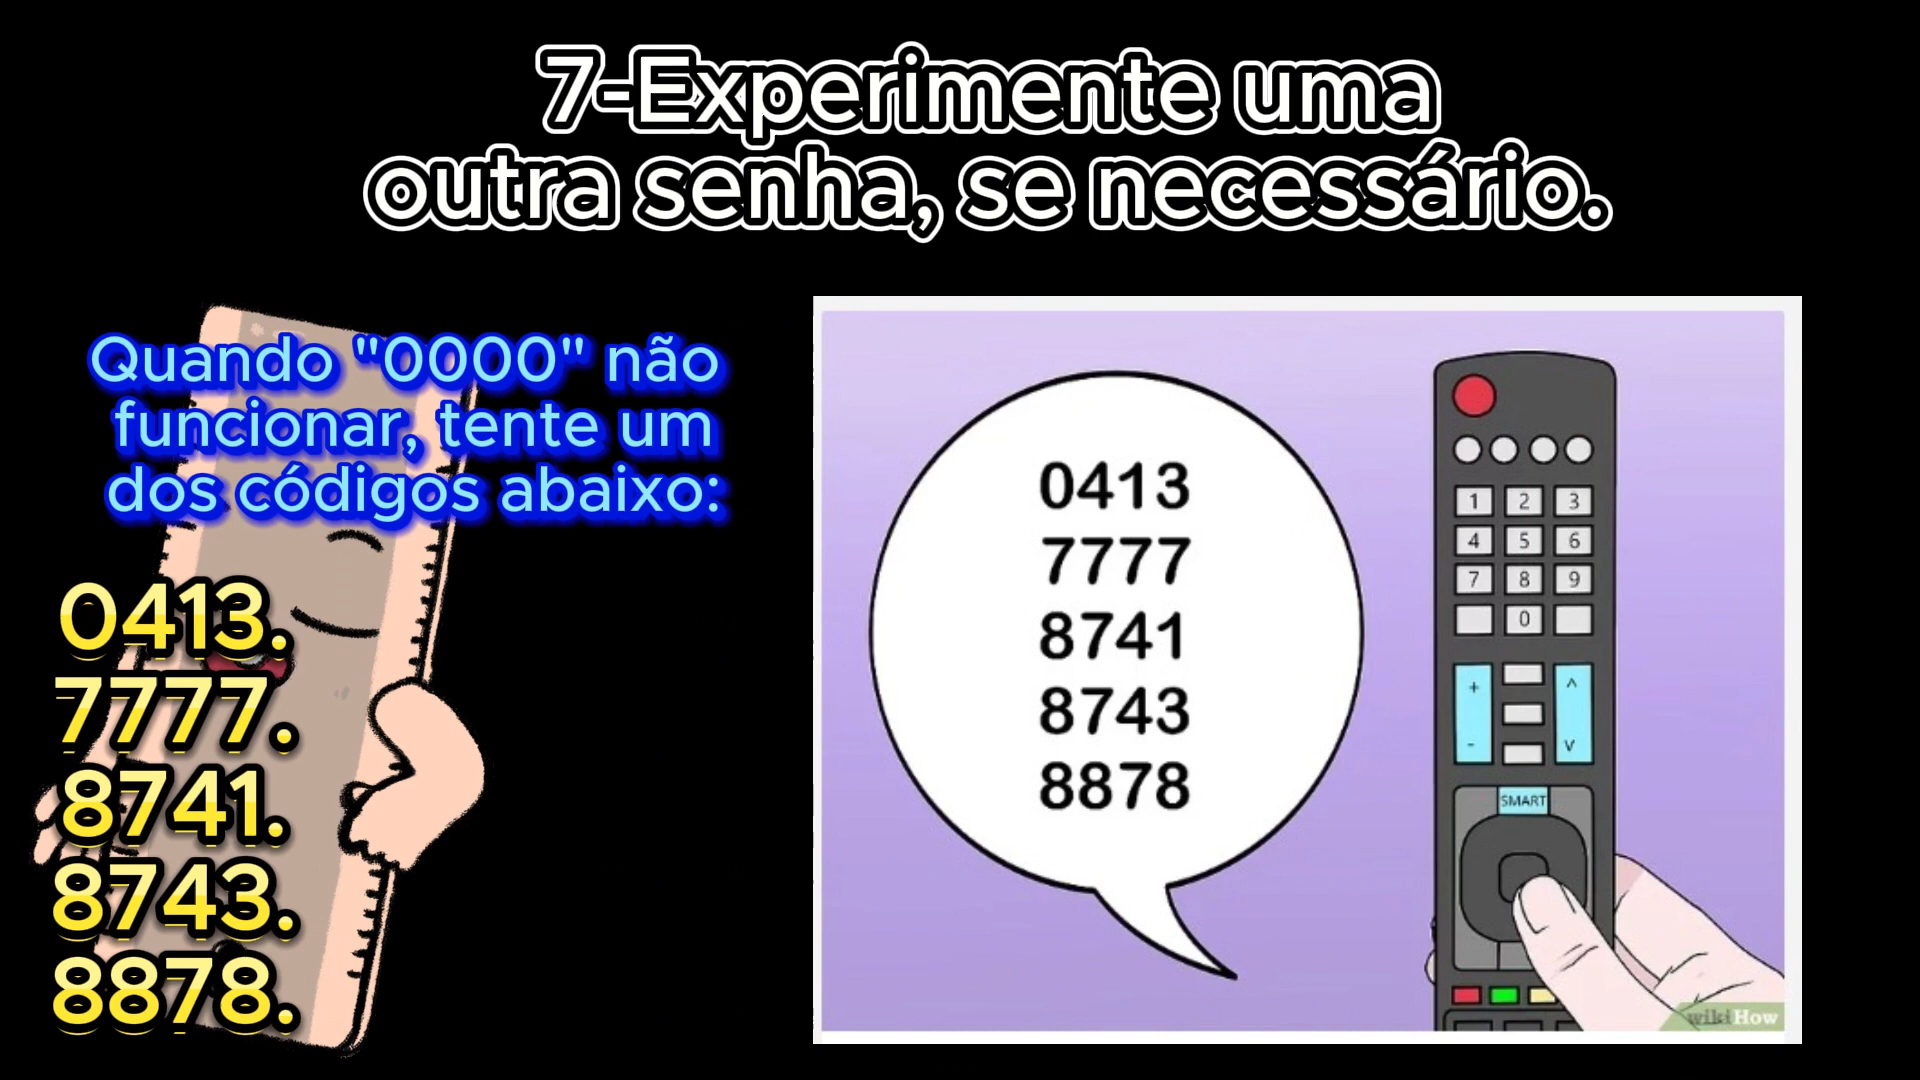 7-Experimente uma
outra senha, se necessário.
Quando "0000" não
funcionar, tente um
dos códigos abaixo:
0413.
7777.
8741.
8743.
8878.
0413
7777
8741
8743
8878
1 2 3
4 5 6
7 8 9
0
+ ^
- v
SMART
wikiHow